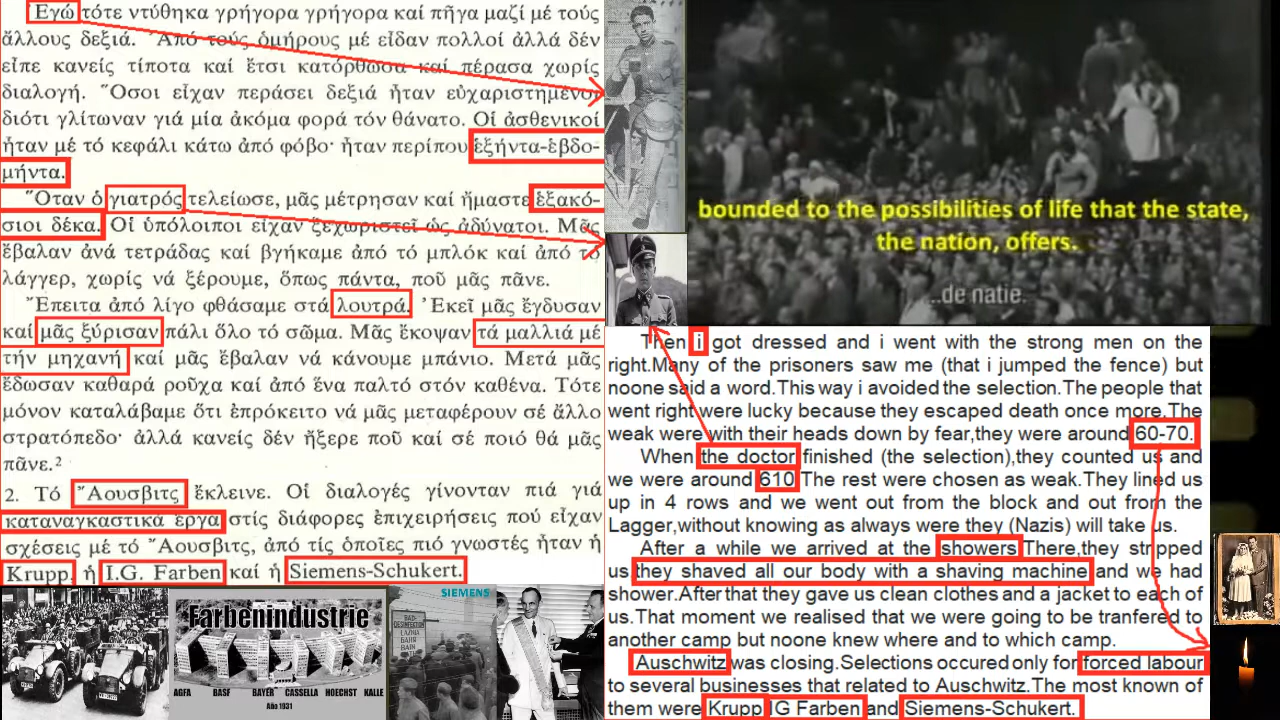 Ἐγώ τότε ντύθηκα γρήγορα γρήγορα καί πῆγα μαζί μέ τούς
ἄλλους δεξιά. Ἀπό τούς ὁμήρους μέ εἶδαν πολλοί ἀλλά δέν
εἶπε κανείς τίποτα καί ἔτσι κατόρθωσα καί πέρασα χωρίς
διαλογή. Ὅσοι εἶχαν περάσει δεξιά ἦταν εὐχαριστημένοι
διότι γλίτωναν γιά μία ἀκόμα φορά τόν θάνατο. Οἱ ἀσθενικοί
ἦταν μέ τό κεφάλι κάτω ἀπό φόβο· ἦταν περίπου ἑξήντα-ἑβδο-
μήντα.
Ὅταν ὁ γιατρός τελείωσε, μᾶς μέτρησαν καί ἤμαστε ἑξακό-
σιοι δέκα. Οἱ ὑπόλοιποι εἶχαν ξεχωριστεῖ ὡς ἀδύνατοι. Μᾶς
ἔβαλαν ἀνά τετράδας καί βγήκαμε ἀπό τό μπλόκ καί ἀπό τό
λάγγερ, χωρίς νά ξέρουμε, ὅπως πάντα, ποῦ μᾶς πᾶνε.
Ἔπειτα ἀπό λίγο φθάσαμε στά λουτρά. Ἐκεῖ μᾶς ἔγδυσαν
καί μᾶς ξύρισαν πάλι ὅλο τό σῶμα. Μᾶς ἔκοψαν τά μαλλιά μέ
τήν μηχανή καί μᾶς ἔβαλαν νά κάνουμε μπάνιο. Μετά μᾶς
ἔδωσαν καθαρά ροῦχα καί ἀπό ἕνα παλτό στόν καθένα. Τότε
μόνον καταλάβαμε ὅτι ἐπρόκειτο νά μᾶς μεταφέρουν σέ ἄλλο
στρατόπεδο· ἀλλά κανείς δέν ἤξερε ποῦ καί σέ ποιό θά μᾶς
πᾶνε.²
2. Τό Ἄουσβιτς ἔκλεινε. Οἱ διαλογές γίνονταν πιά γιά
καταναγκαστικά ἔργα στίς διάφορες ἐπιχειρήσεις πού εἶχαν
σχέσεις μέ τό Ἄουσβιτς, ἀπό τίς ὁποῖες πιό γνωστές ἦταν ἡ
Krupp, ἡ I.G. Farben καί ἡ Siemens-Schukert.
bounded to the possibilities of life that the state,
the nation, offers.
...de natie.
Then i got dressed and i went with the strong men on the
right.Many of the prisoners saw me (that i jumped the fence) but
noone said a word.This way i avoided the selection.The people that
went right were lucky because they escaped death once more.The
weak were with their heads down by fear,they were around 60-70.
When the doctor finished (the selection),they counted us and
we were around 610.The rest were chosen as weak.They lined us
up in 4 rows and we went out from the block and out from the
Lagger,without knowing as always were they (Nazis) will take us.
After a while we arrived at the showers.There,they stripped
us,they shaved all our body with a shaving machine and we had
shower.After that they gave us clean clothes and a jacket to each of
us.That moment we realised that we were going to be tranfered to
another camp but noone knew where and to which camp.
Auschwitz was closing.Selections occured only for forced labour
to several businesses that related to Auschwitz.The most known of
them were Krupp,IG Farben and Siemens-Schukert.
Farbenindustrie
AGFA BASF BAYER CASSELLA HOECHST KALLE
Año 1931
SIEMENS
BAD-
DESINFEKTION
ŁAŹNIA
BAHN
BAIN